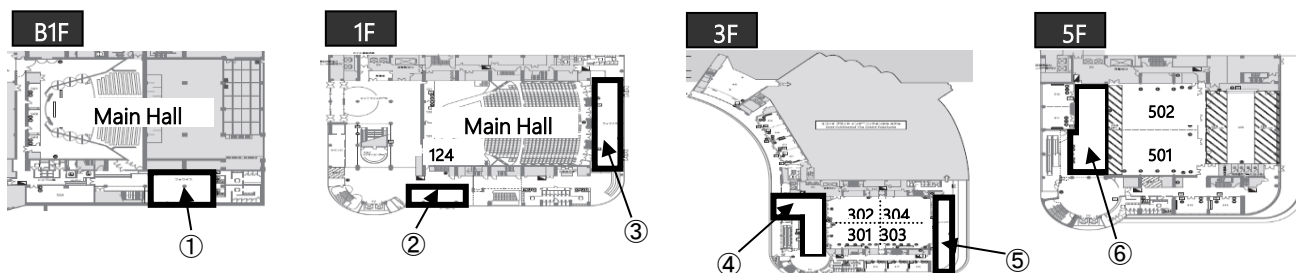 B1F
1F
3F
5F
Main Hall
Main Hall
124
302 304
301 303
502
501
①
②
③
④
⑤
⑥